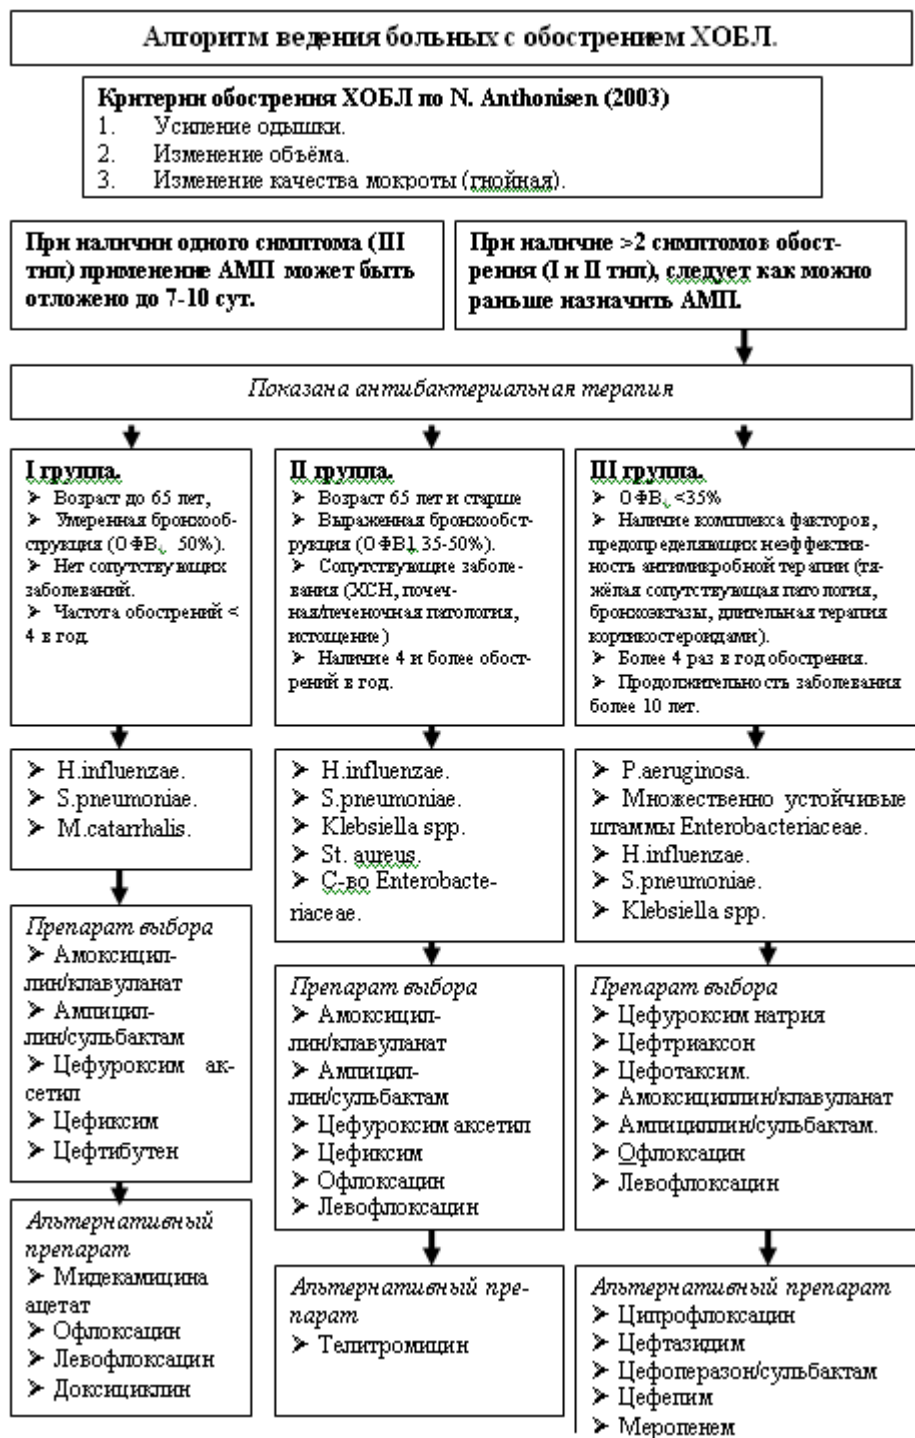 Алгоритм ведения больных с обострением ХОБЛ.
Критерии обострения ХОБЛ по N. Anthonisen (2003)
1. Усиление одышки.
2. Изменение объёма.
3. Изменение качества мокроты (гнойная).
При наличии одного симптома (III
тип) применение АМП может быть
отложено до 7-10 сут.
При наличие >2 симптомов обост-
рения (I и II тип), следует как можно
раньше назначить АМП.
Показана антибактериальная терапия
I группа.
➢ Возраст до 65 лет,
➢ Умеренная бронхооб-
струкция (ОФВ, 50%).
➢ Нет сопутствующих
заболеваний.
➢ Частота обострений <
4 в год.
II группа.
➢ Возраст 65 лет и старше
➢ Выраженная бронхообст-
рукция (ОФВ1 35-50%).
➢ Сопутствующие заболе-
вания (ХСН, почеч-
ная/печеночная патология,
истощение)
➢ Наличие 4 и более обост-
рений в год.
III группа.
➢ ОФВ, <35%
➢ Наличие комплекса факторов,
предопределяющих неэффектив-
ность антимикробной терапии (тя-
жёлая сопутствующая патология,
бронхоэктазы, длительная терапия
кортикостероидами).
➢ Более 4 раз в год обострения.
➢ Продолжительность заболевания
более 10 лет.
➢ H.influenzae.
➢ S.pneumoniae.
➢ M.catarrhalis.
➢ H.influenzae.
➢ S.pneumoniae.
➢ Klebsiella spp.
➢ St. aureus.
➢ С-во Enterobacte-
riaceae.
➢ P.aeruginosa.
➢ Множественно устойчивые
штаммы Enterobacteriaceae.
➢ H.influenzae.
➢ S.pneumoniae.
➢ Klebsiella spp.
Препарат выбора
➢ Амоксицил-
лин/клавуланат
➢ Ампицил-
лин/сульбактам
➢ Цефуроксим ак-
сетил
➢ Цефиксим
➢ Цефтибутен
Препарат выбора
➢ Амоксицил-
лин/клавуланат
➢ Ампицил-
лин/сульбактам
➢ Цефуроксим аксетил
➢ Цефиксим
➢ Офлоксацин
➢ Левофлоксацин
Препарат выбора
➢ Цефуроксим натрия
➢ Цефтриаксон
➢ Цефотаксим.
➢ Амоксициллин/клавуланат
➢ Ампициллин/сульбактам.
➢ Офлоксацин
➢ Левофлоксацин
Альтернативный
препарат
➢ Мидекамицина
ацетат
➢ Офлоксацин
➢ Левофлоксацин
➢ Доксициклин
Альтернативный пре-
парат
➢ Телитромицин
Альтернативный препарат
➢ Ципрофлоксацин
➢ Цефтазидим
➢ Цефоперазон/сульбактам
➢ Цефепим
➢ Меропенем